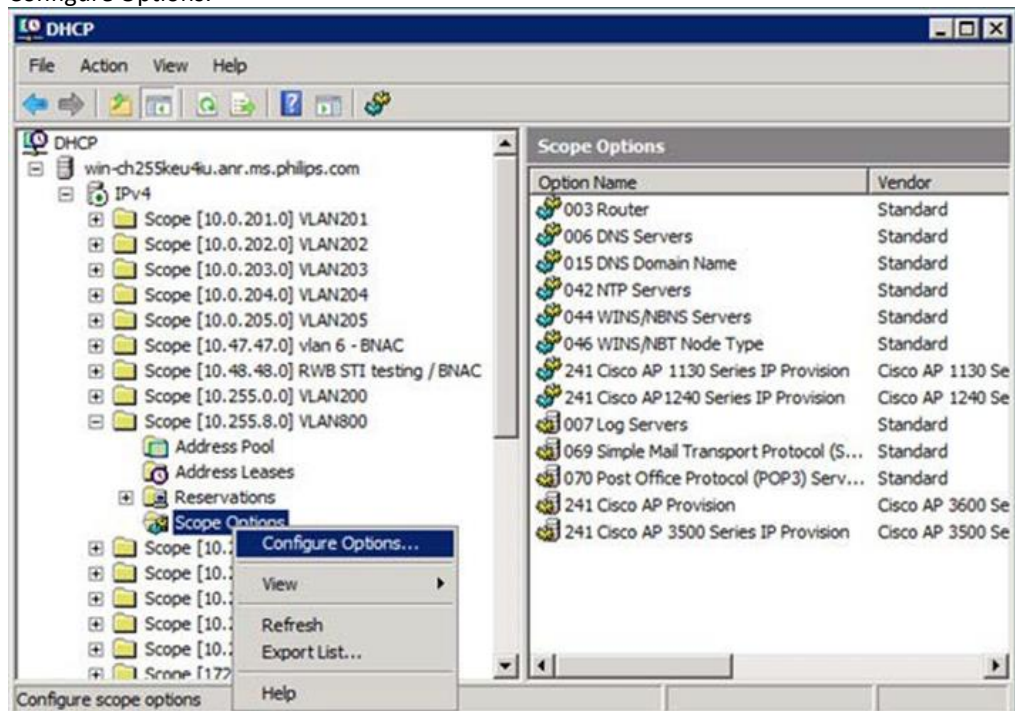 Configure Options.
DHCP
File Action View Help
DHCP
win-ch255keu4iu.anr.ms.philips.com
IPv4
Scope [10.0.201.0] VLAN201
Scope [10.0.202.0] VLAN202
Scope [10.0.203.0] VLAN203
Scope [10.0.204.0] VLAN204
Scope [10.0.205.0] VLAN205
Scope [10.47.47.0] vlan 6 - BNAC
Scope [10.48.48.0] RWB STI testing / BNAC
Scope [10.255.0.0] VLAN200
Scope [10.255.8.0] VLAN800
Address Pool
Address Leases
Reservations
Scope Options
Scope [10.
Scope [10.
Scope [10.
Scope [10.
Scope [10.
Scope [172
Configure Options...
View
Refresh
Export List...
Help
Scope Options
Option Name Vendor
003 Router Standard
006 DNS Servers Standard
015 DNS Domain Name Standard
042 NTP Servers Standard
044 WINS/NBNS Servers Standard
046 WINS/NBT Node Type Standard
241 Cisco AP 1130 Series IP Provision Cisco AP 1130 Se
241 Cisco AP1240 Series IP Provision Cisco AP 1240 Se
007 Log Servers Standard
069 Simple Mail Transport Protocol (S... Standard
070 Post Office Protocol (POP3) Serv... Standard
241 Cisco AP Provision Cisco AP 3600 Se
241 Cisco AP 3500 Series IP Provision Cisco AP 3500 Se
Configure scope options